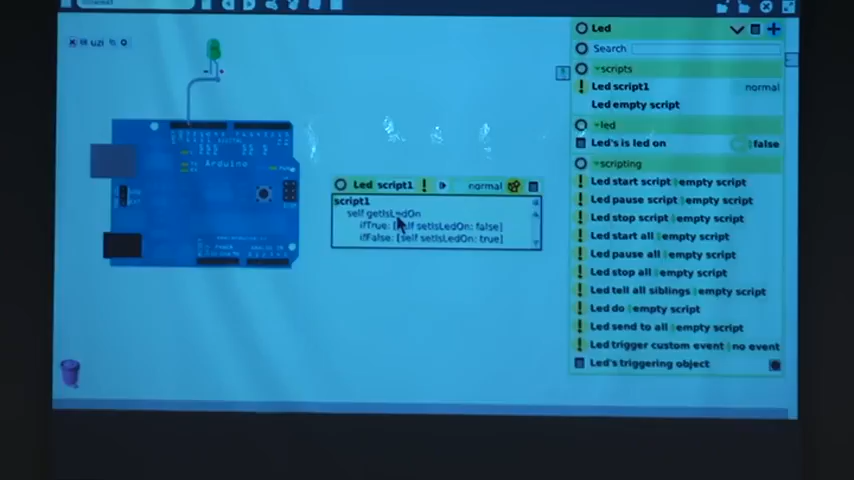 uzi
0
Arduino
Led script1
!
normal
script1
self getIsLedOn
ifTrue: [self setIsLedOn: false]
ifFalse: [self setIsLedOn: true]
Led
Search
scripts
! Led script1 normal
Led empty script
led
Led's is led on false
scripting
! Led start script empty script
! Led pause script empty script
! Led stop script empty script
! Led start all empty script
! Led pause all empty script
! Led stop all empty script
! Led tell all siblings empty script
! Led do empty script
! Led send to all empty script
! Led trigger custom event no event
Led's triggering object